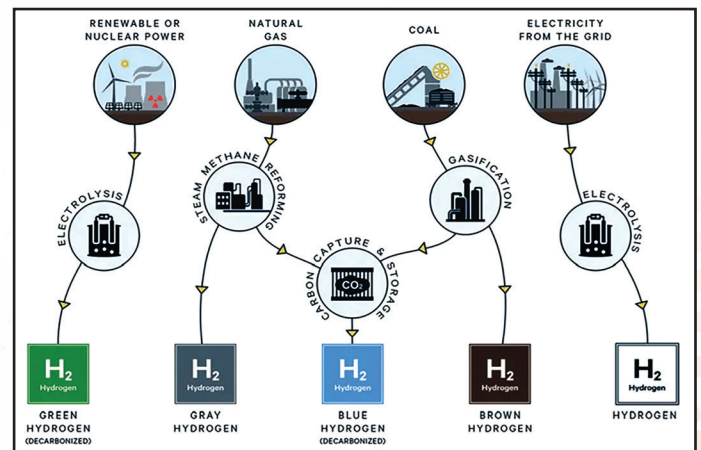 RENEWABLE OR
NUCLEAR POWER
NATURAL
GAS
COAL
ELECTRICITY
FROM THE GRID
ELECTROLYSIS
STEAM METHANE REFORMING
GASIFICATION
ELECTROLYSIS
CARBON CAPTURE & STORAGE
CO2
H2
Hydrogen
GREEN
HYDROGEN
(DECARBONIZED)
H2
Hydrogen
GRAY
HYDROGEN
H2
Hydrogen
BLUE
HYDROGEN
(DECARBONIZED)
H2
Hydrogen
BROWN
HYDROGEN
H2
Hydrogen
HYDROGEN